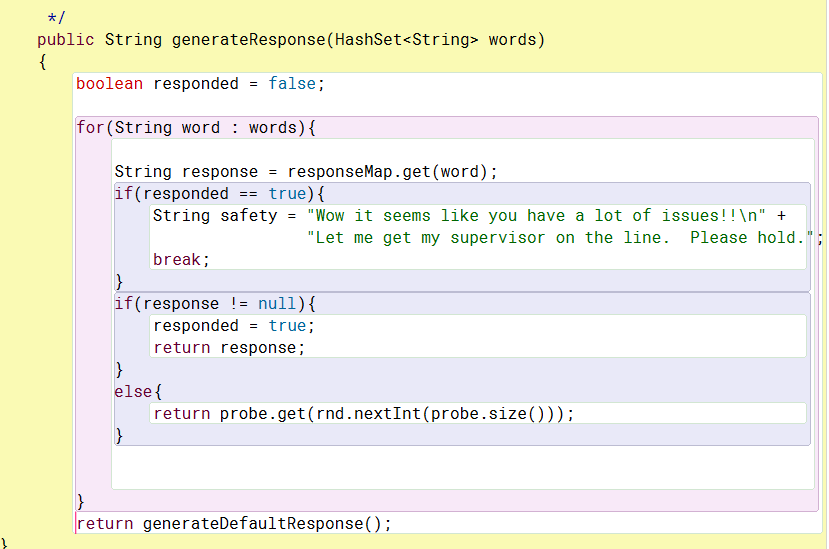 */
    public String generateResponse(HashSet<String> words)
    {
        boolean responded = false;

        for(String word : words){

            String response = responseMap.get(word);
            if(responded == true){
                String safety = "Wow it seems like you have a lot of issues!!\n" +
                                "Let me get my supervisor on the line.  Please hold.";
                break;
            }
            if(response != null){
                responded = true;
                return response;
            }
            else{
                return probe.get(rnd.nextInt(probe.size()));
            }

        }
        return generateDefaultResponse();
}